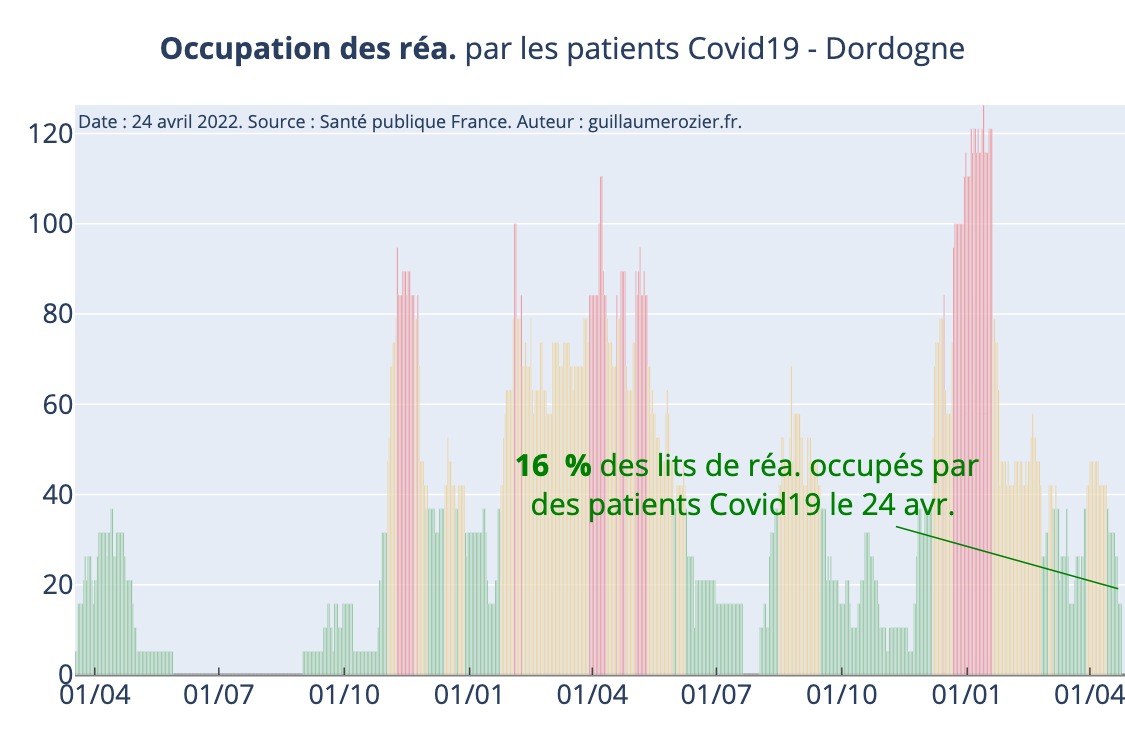 Occupation des réa. par les patients Covid19 - Dordogne
Date : 24 avril 2022. Source : Santé publique France. Auteur : guillaumerozier.fr.
120
100
80
60
40
20
0
16  % des lits de réa. occupés par
des patients Covid19 le 24 avr.
01/04 01/07 01/10 01/01 01/04 01/07 01/10 01/01 01/04